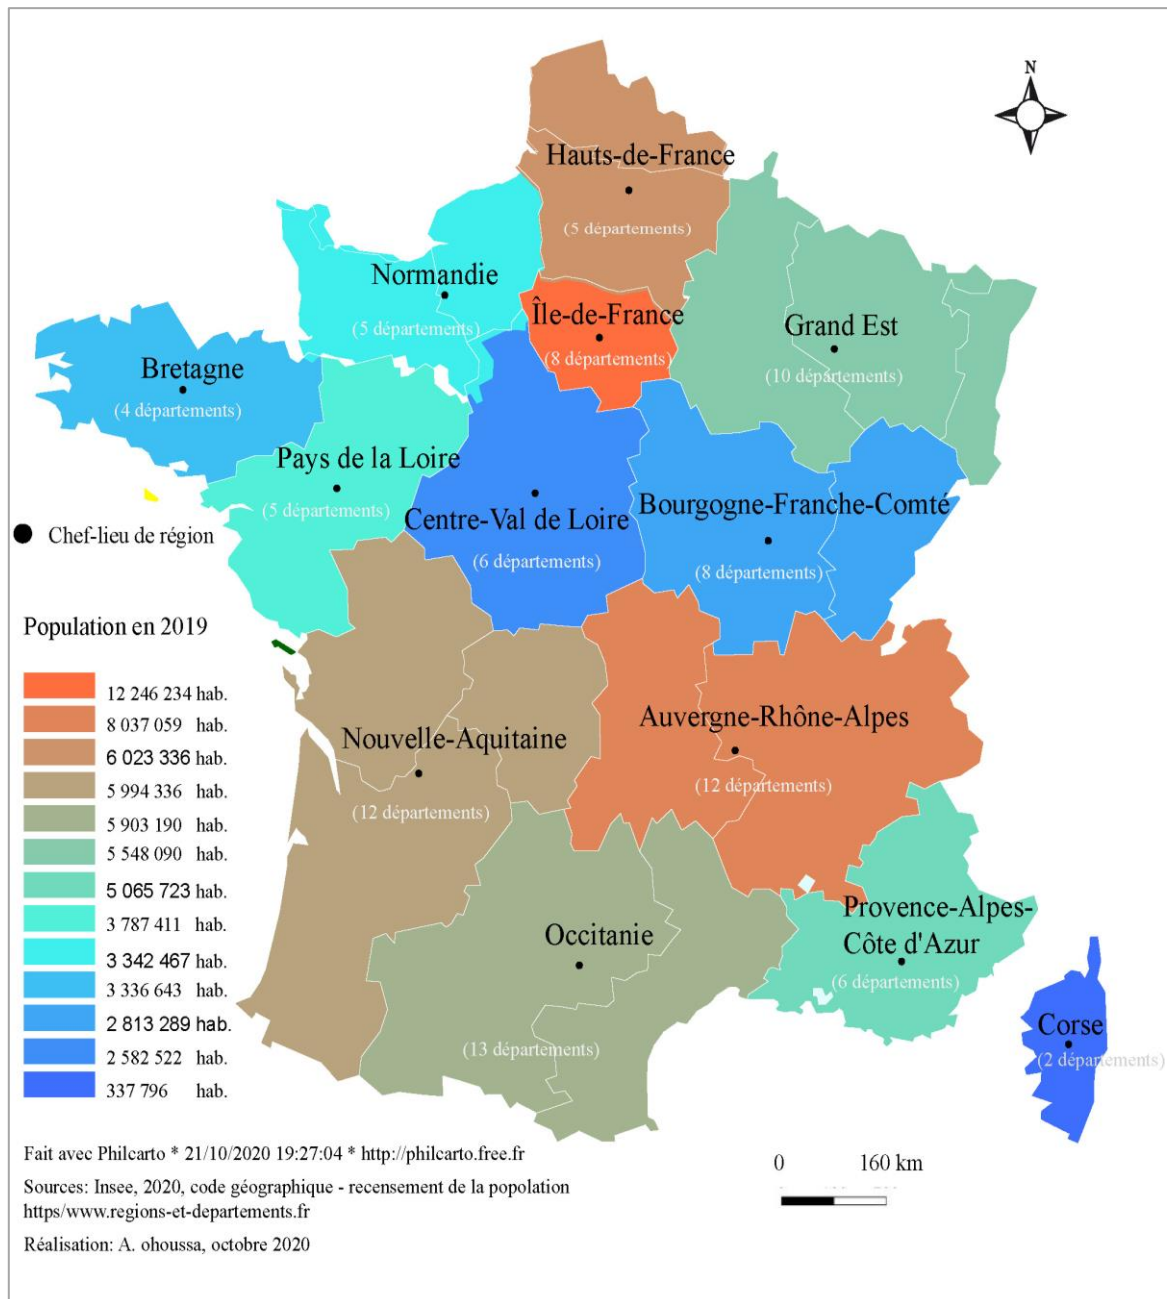 N
Hauts-de-France
(5 départements)
Normandie
(5 départements)
Île-de-France
(8 départements)
Grand Est
(10 départements)
Bretagne
(4 départements)
Pays de la Loire
(5 départements)
Centre-Val de Loire
(6 départements)
Bourgogne-Franche-Comté
(8 départements)
Chef-lieu de région
Auvergne-Rhône-Alpes
(12 départements)
Nouvelle-Aquitaine
(12 départements)
Occitanie
(13 départements)
Provence-Alpes-
Côte d'Azur
(6 départements)
Corse
(2 départements)
Population en 2019
12 246 234 hab.
8 037 059 hab.
6 023 336 hab.
5 994 336 hab.
5 903 190 hab.
5 548 090 hab.
5 065 723 hab.
3 787 411 hab.
3 342 467 hab.
3 336 643 hab.
2 813 289 hab.
2 582 522 hab.
337 796 hab.
Fait avec Philcarto * 21/10/2020 19:27:04 * http://philcarto.free.fr
Sources: Insee, 2020, code géographique - recensement de la popolation
https/www.regions-et-departements.fr
Réalisation: A. ohoussa, octobre 2020
0 160 km